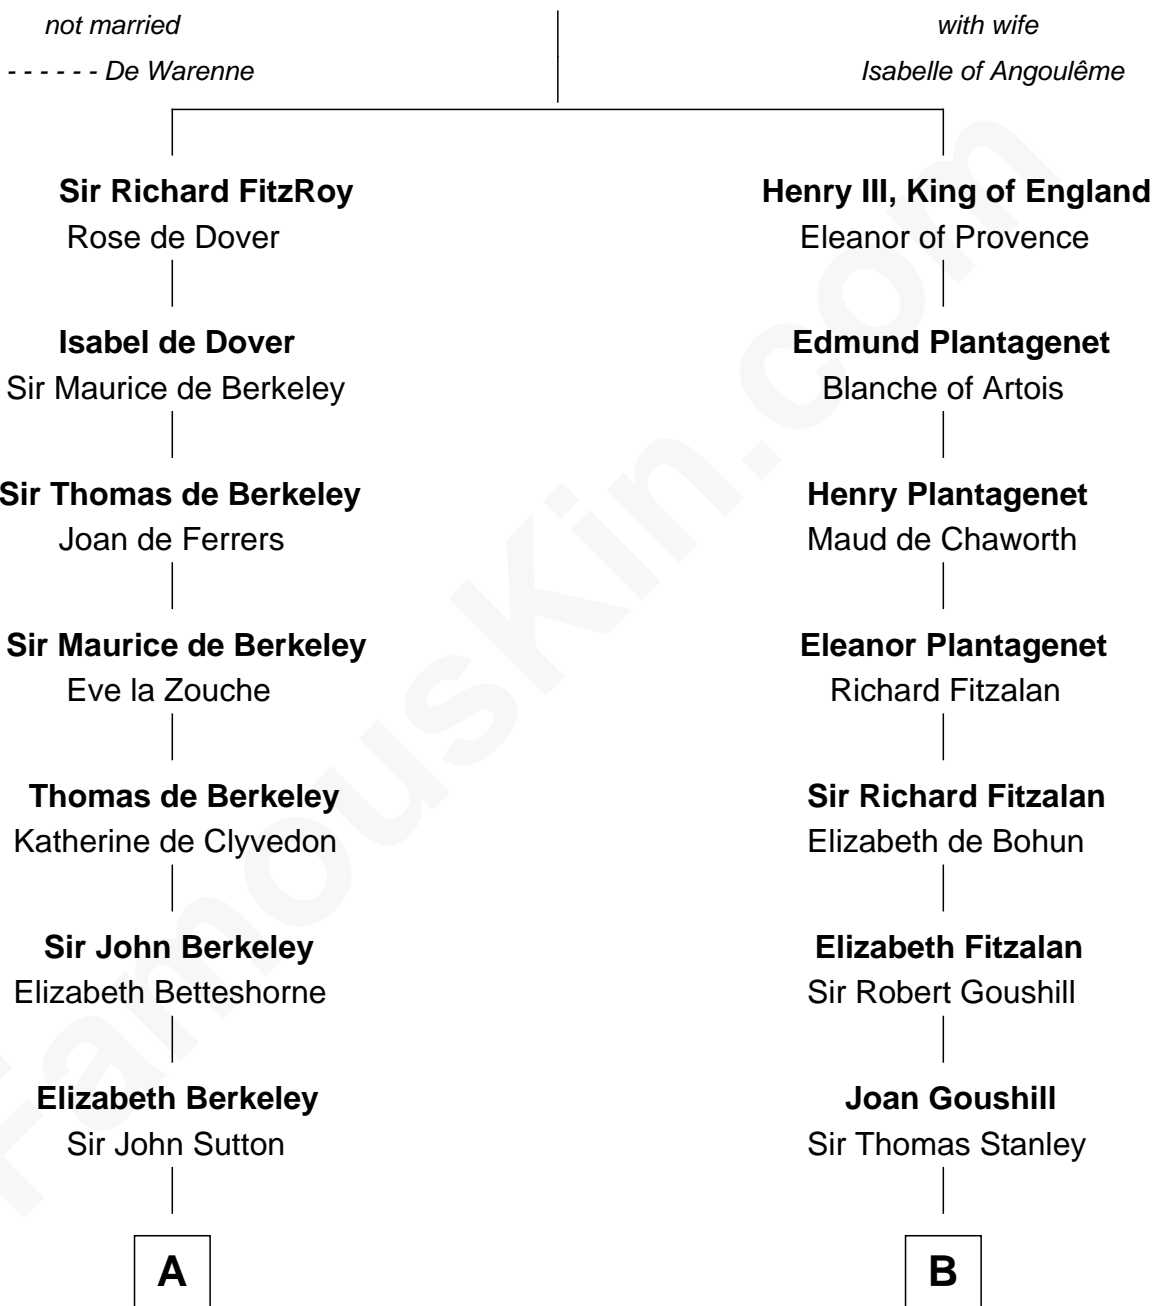 not married
- - - - - - De Warenne
with wife
Isabelle of Angoulême
Sir Richard FitzRoy
Rose de Dover
Isabel de Dover
Sir Maurice de Berkeley
Sir Thomas de Berkeley
Joan de Ferrers
Sir Maurice de Berkeley
Eve la Zouche
Thomas de Berkeley
Katherine de Clyvedon
Sir John Berkeley
Elizabeth Betteshorne
Elizabeth Berkeley
Sir John Sutton
A
Henry III, King of England
Eleanor of Provence
Edmund Plantagenet
Blanche of Artois
Henry Plantagenet
Maud de Chaworth
Eleanor Plantagenet
Richard Fitzalan
Sir Richard Fitzalan
Elizabeth de Bohun
Elizabeth Fitzalan
Sir Robert Goushill
Joan Goushill
Sir Thomas Stanley
B
FamousKin.com